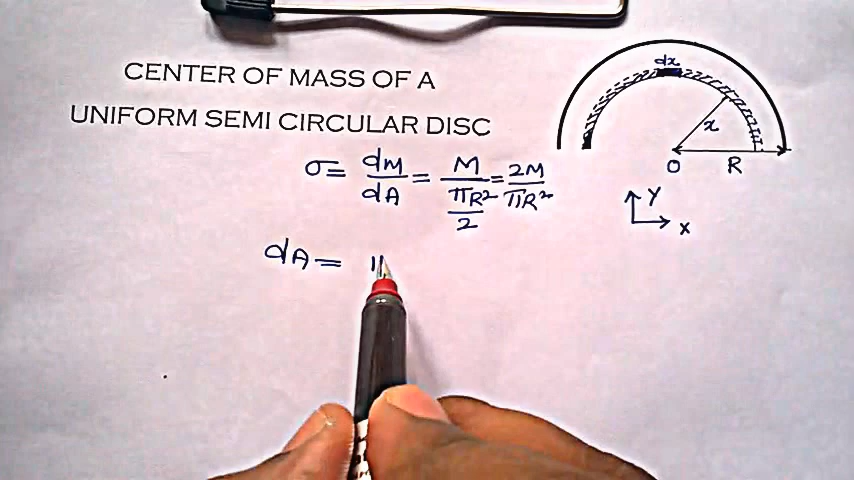 CENTER OF MASS OF A
UNIFORM SEMI CIRCULAR DISC
σ = dM/dA = M/(πR²/2) = 2M/πR²
dA =
dx
x
O R
Y
x